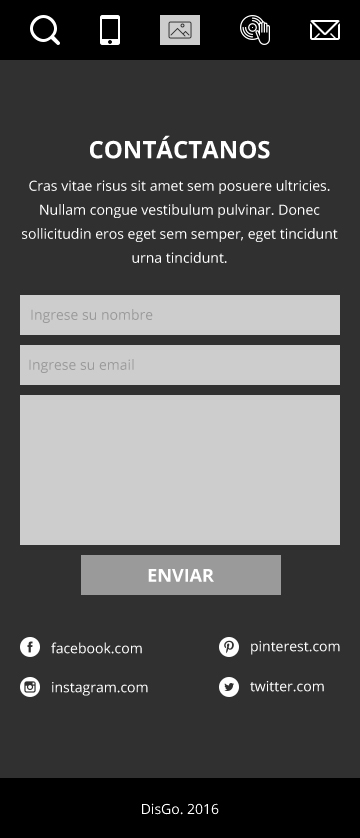 CONTÁCTANOS
Cras vitae risus sit amet sem posuere ultricies.
Nullam congue vestibulum pulvinar. Donec
sollicitudin eros eget sem semper, eget tincidunt
urna tincidunt.
Ingrese su nombre
Ingrese su email
ENVIAR
facebook.com
pinterest.com
instagram.com
twitter.com
DisGo. 2016